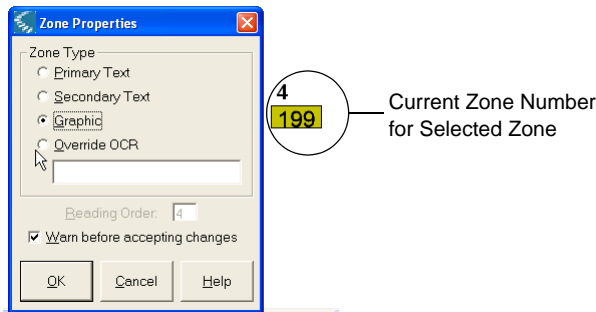 Zone Properties
Zone Type
Primary Text
Secondary Text
Graphic
Override OCR
Reading Order: 4
Warn before accepting changes
OK Cancel Help
4
199
Current Zone Number
for Selected Zone